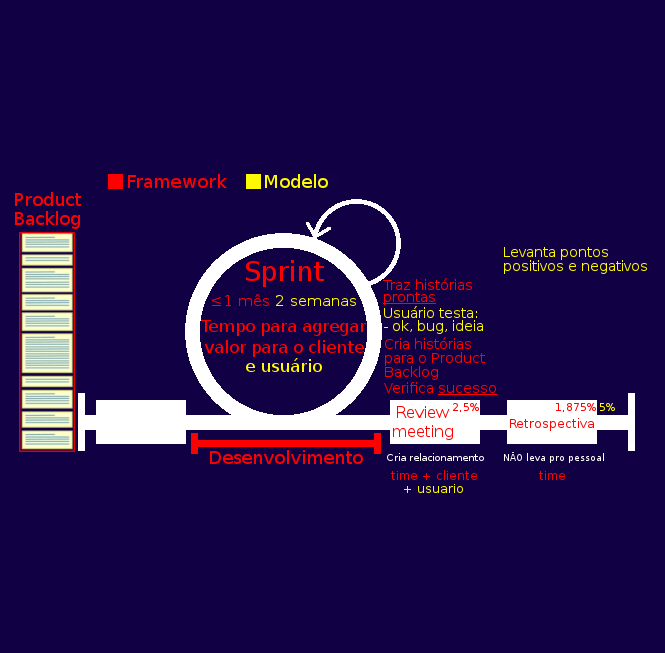 Framework Modelo
Product
Backlog
Sprint
≤1 mês 2 semanas
Tempo para agregar
valor para o cliente
e usuário
Traz histórias
prontas
Usuário testa:
- ok, bug, ideia
Cria histórias
para o Product
Backlog
Verifica sucesso
Levanta pontos
positivos e negativos
2,5%
Review
meeting
1,875% 5%
Retrospectiva
Desenvolvimento
Cria relacionamento
time + cliente
+ usuario
NÃO leva pro pessoal
time